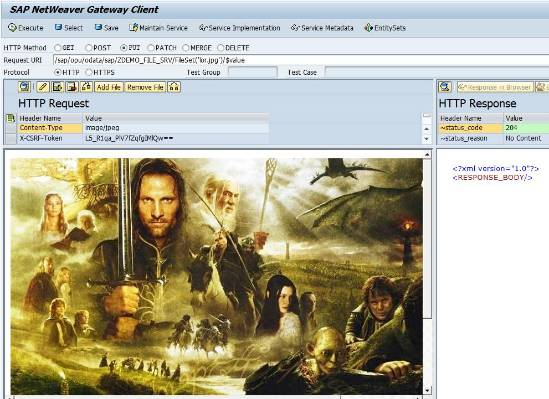 SAP NetWeaver Gateway Client
Execute Select Save Maintain Service Service Implementation Service Metadata EntitySets
HTTP Method GET POST PUT PATCH MERGE DELETE
Request URI /sap/opu/odata/sap/ZDEMO_FILE_SRV/FileSet('lor.jpg')/$value
Protocol HTTP HTTPS Test Group Test Case
Add File Remove File Response in Browser
HTTP Request HTTP Response
Header Name Value Header Name Value
Content-Type image/jpeg ~status_code 204
X-CSRF-Token ~status_reason No Content
<?xml version="1.0"?>
<RESPONSE_BODY/>